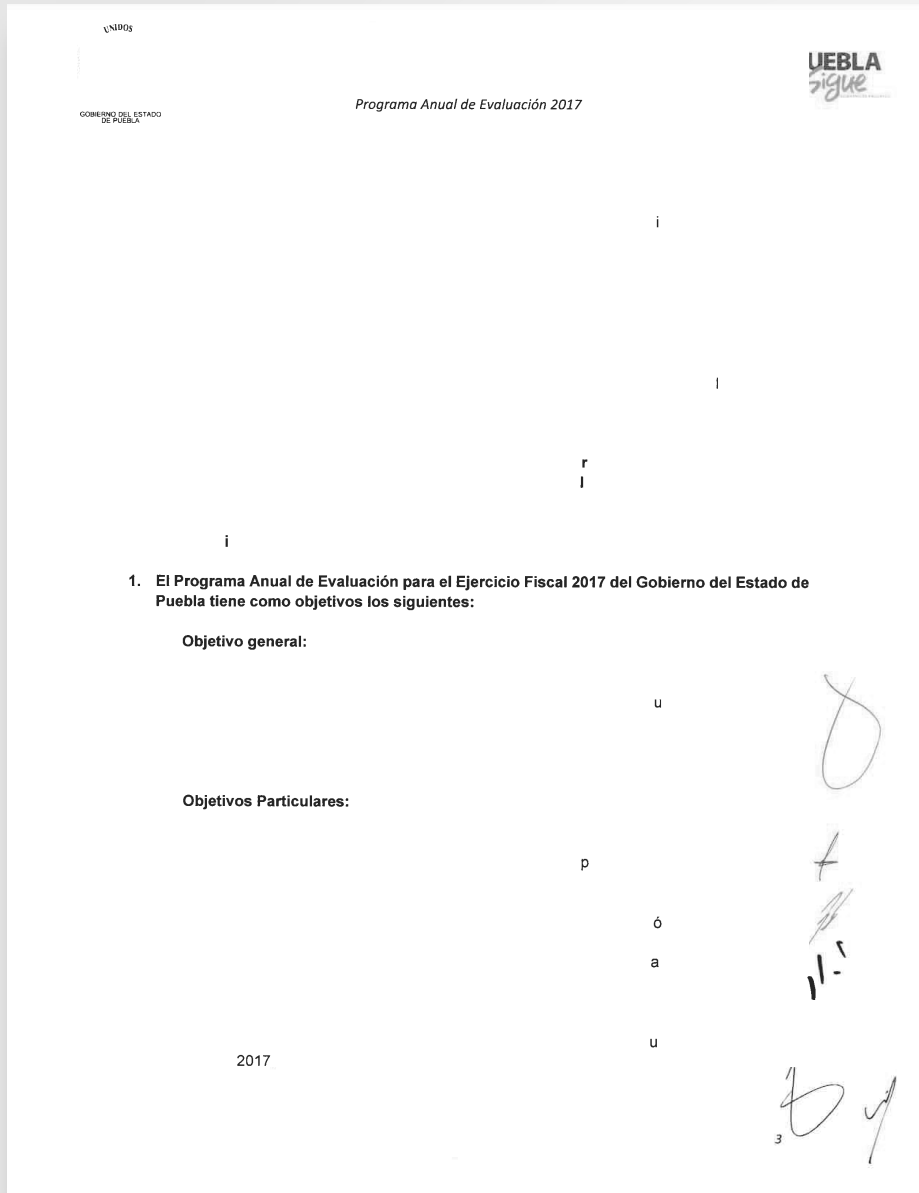 UNIDOS
UEBLA
sigue
Programa Anual de Evaluación 2017
GOBIERNO DEL ESTADO
DE PUEBLA
i
l
r
l
i
1. El Programa Anual de Evaluación para el Ejercicio Fiscal 2017 del Gobierno del Estado de
Puebla tiene como objetivos los siguientes:
Objetivo general:
u
Objetivos Particulares:
p
ó
a
u
2017
3